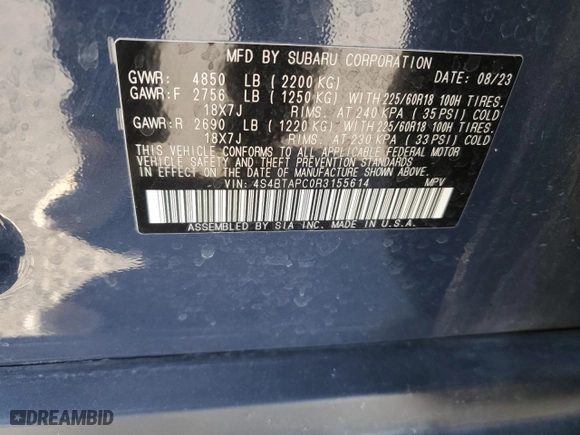 MFD BY SUBARU CORPORATION
GVWR: 4850 LB ( 2200 KG) DATE: 08/23
GAWR:F 2756 LB ( 1250 KG) WITH 225/60R18 100H TIRES.
18X7J RIMS. AT 240 KPA ( 35 PSI) COLD
GAWR:R 2690 LB ( 1220 KG) WITH 225/60R18 100H TIRES.
18X7J RIMS. AT 230 KPA ( 33 PSI) COLD
THIS VEHICLE CONFORMS TO ALL APPLICABLE FEDERAL MOTOR
VEHICLE SAFETY AND THEFT PREVENTION STANDARDS
IN EFFECT ON THE DATE OF MANUFACTURE SHOWN ABOVE.
VIN: 4S4BTAPC0R3155614 MPV
ASSEMBLED BY SIA INC. MADE IN U.S.A.
DREAMBID